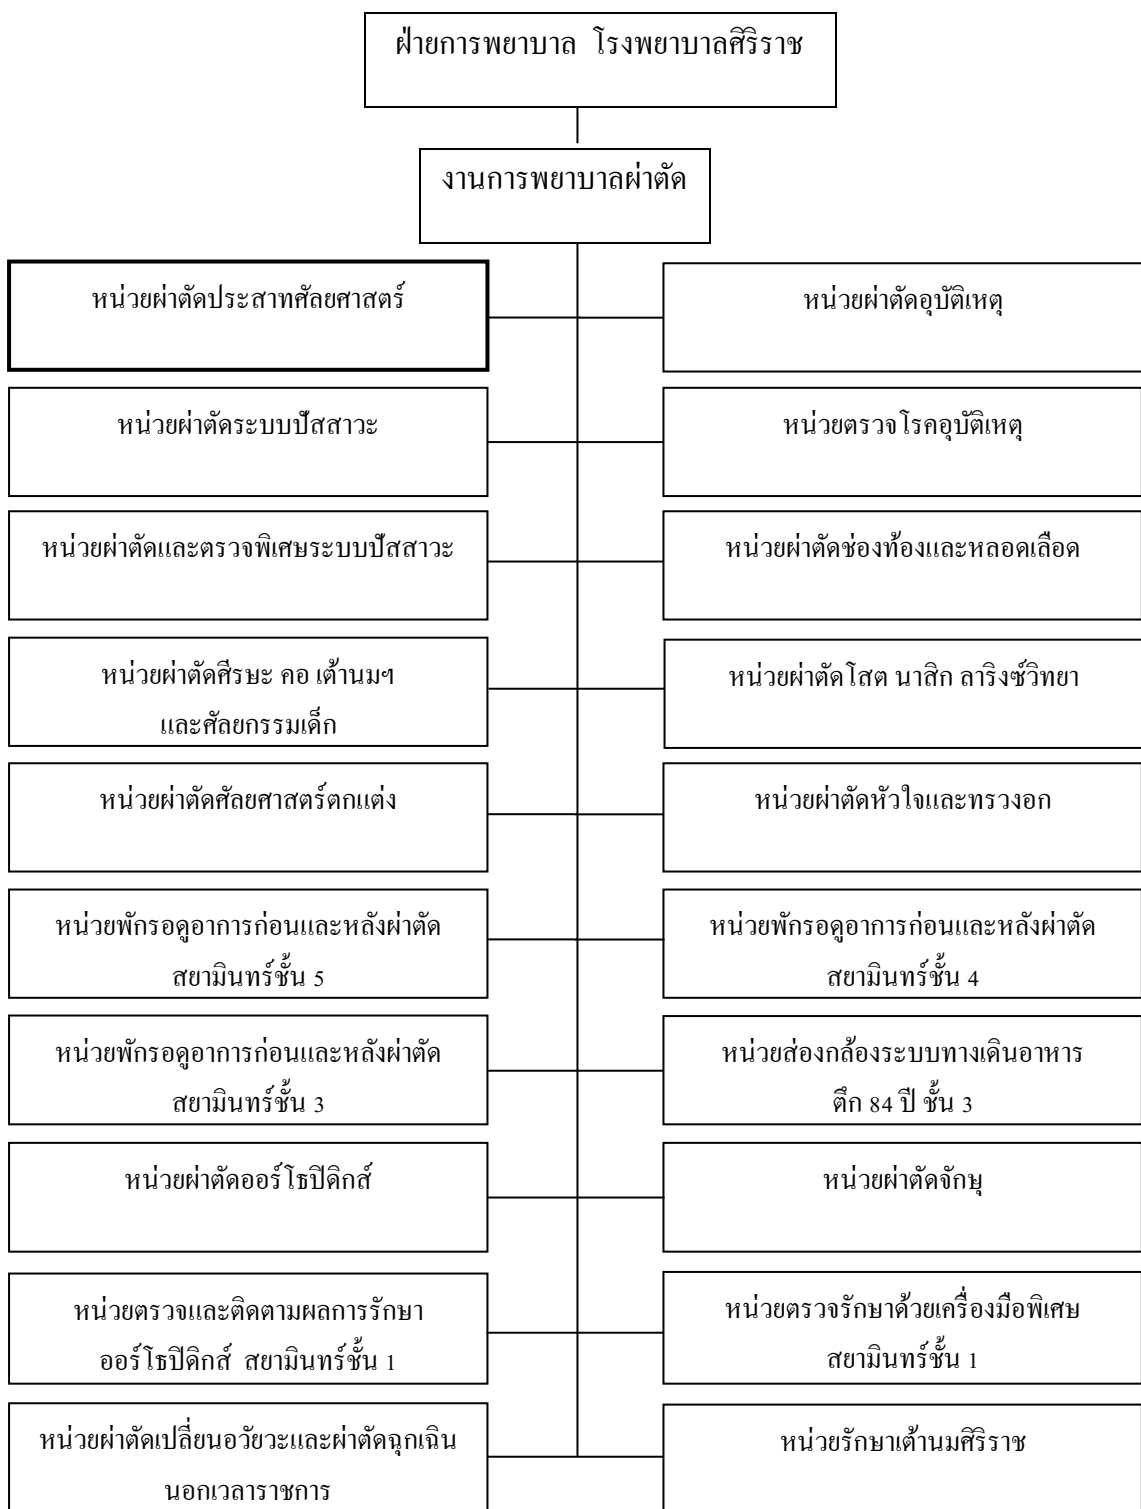 ฝ่ายการพยาบาล โรงพยาบาลศิริราช
งานการพยาบาลผ่าตัด
หน่วยผ่าตัดประสาทศัลยศาสตร์
หน่วยผ่าตัดอุบัติเหตุ
หน่วยผ่าตัดระบบปัสสาวะ
หน่วยตรวจโรคอุบัติเหตุ
หน่วยผ่าตัดและตรวจพิเศษระบบปัสสาวะ
หน่วยผ่าตัดช่องท้องและหลอดเลือด
หน่วยผ่าตัดศีรษะ คอ เต้านมฯ
และศัลยกรรมเด็ก
หน่วยผ่าตัดโสต นาสิก ลาริงซ์วิทยา
หน่วยผ่าตัดศัลยศาสตร์ตกแต่ง
หน่วยผ่าตัดหัวใจและทรวงอก
หน่วยพักรอดูอาการก่อนและหลังผ่าตัด
สยามินทร์ชั้น 5
หน่วยพักรอดูอาการก่อนและหลังผ่าตัด
สยามินทร์ชั้น 4
หน่วยพักรอดูอาการก่อนและหลังผ่าตัด
สยามินทร์ชั้น 3
หน่วยส่องกล้องระบบทางเดินอาหาร
ตึก 84 ปี ชั้น 3
หน่วยผ่าตัดออร์โธปิดิกส์
หน่วยผ่าตัดจักษุ
หน่วยตรวจและติดตามผลการรักษา
ออร์โธปิดิกส์ สยามินทร์ชั้น 1
หน่วยตรวจรักษาด้วยเครื่องมือพิเศษ
สยามินทร์ชั้น 1
หน่วยผ่าตัดเปลี่ยนอวัยวะและผ่าตัดฉุกเฉิน
นอกเวลาราชการ
หน่วยรักษาเต้านมศิริราช